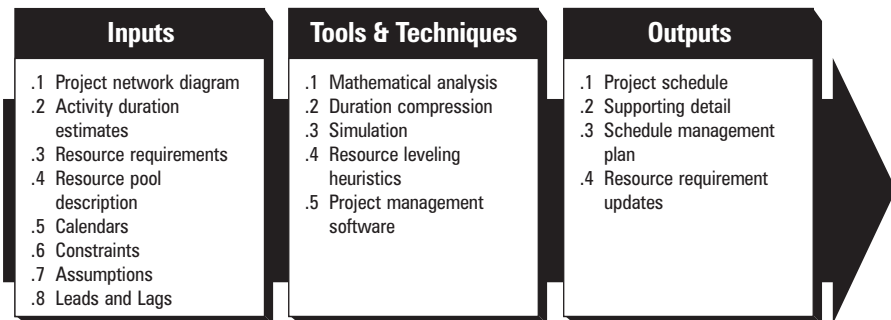 Inputs
.1 Project network diagram
.2 Activity duration
estimates
.3 Resource requirements
.4 Resource pool
description
.5 Calendars
.6 Constraints
.7 Assumptions
.8 Leads and Lags
Tools & Techniques
.1 Mathematical analysis
.2 Duration compression
.3 Simulation
.4 Resource leveling
heuristics
.5 Project management
software
Outputs
.1 Project schedule
.2 Supporting detail
.3 Schedule management
plan
.4 Resource requirement
updates